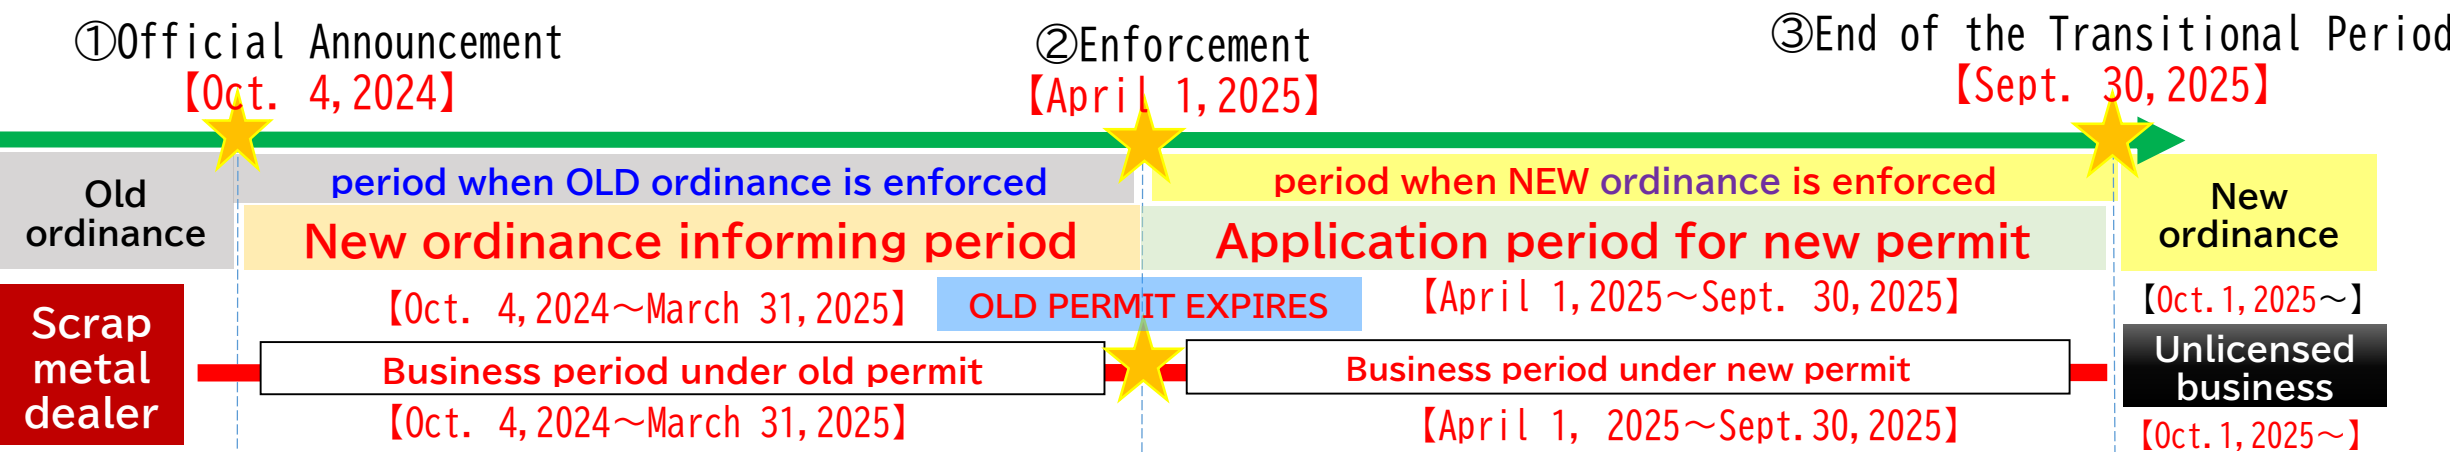 ①Official Announcement
【Oct. 4,2024】
②Enforcement
【April 1,2025】
③End of the Transitional Period
【Sept. 30,2025】
Old
ordinance
period when OLD ordinance is enforced
New ordinance informing period
period when NEW ordinance is enforced
Application period for new permit
New
ordinance
【Oct. 4,2024～March 31,2025】
OLD PERMIT EXPIRES
【April 1,2025～Sept. 30,2025】
【Oct.1,2025～】
Scrap
metal
dealer
Business period under old permit
Business period under new permit
Unlicensed
business
【Oct. 4,2024～March 31,2025】
【April 1, 2025～Sept.30,2025】
【Oct.1,2025～】